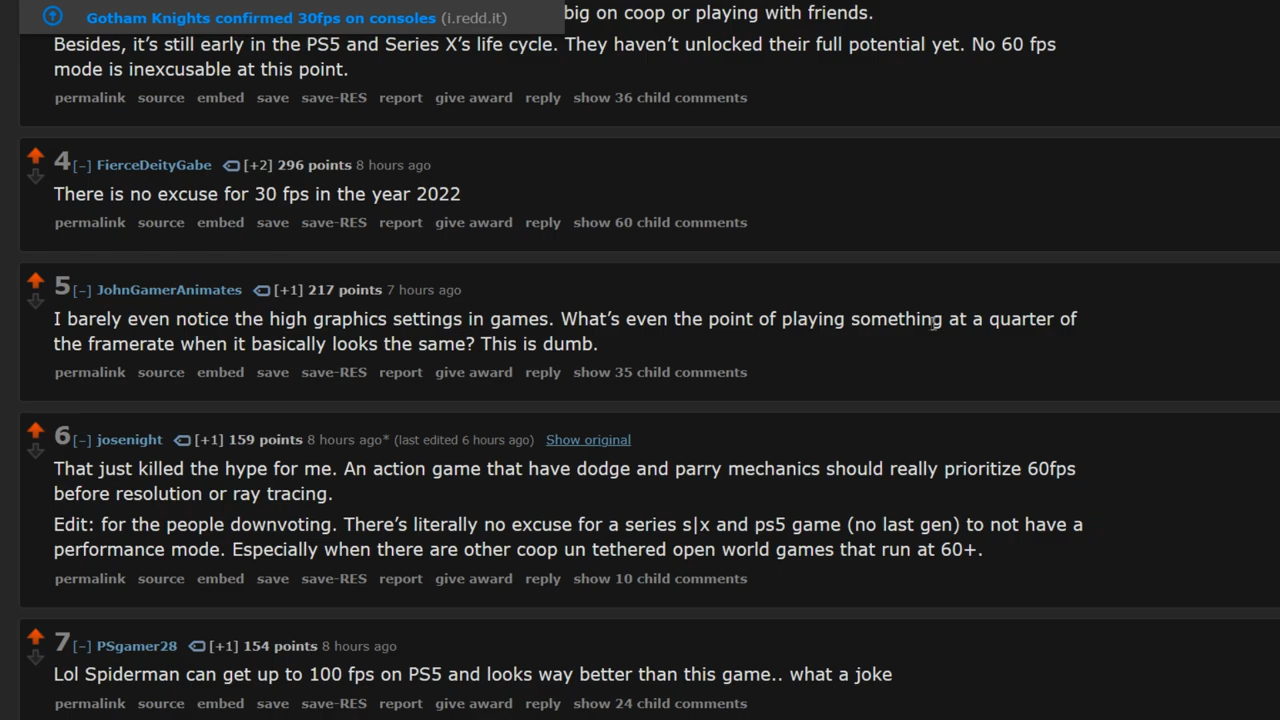 Gotham Knights confirmed 30fps on consoles (i.redd.it)
big on coop or playing with friends.
Besides, it’s still early in the PS5 and Series X’s life cycle. They haven’t unlocked their full potential yet. No 60 fps
mode is inexcusable at this point.
permalink source embed save save-RES report give award reply show 36 child comments
4 [–] FierceDeityGabe [+2] 296 points 8 hours ago
There is no excuse for 30 fps in the year 2022
permalink source embed save save-RES report give award reply show 60 child comments
5 [–] JohnGamerAnimates [+1] 217 points 7 hours ago
I barely even notice the high graphics settings in games. What’s even the point of playing something at a quarter of
the framerate when it basically looks the same? This is dumb.
permalink source embed save save-RES report give award reply show 35 child comments
6 [–] josenight [+1] 159 points 8 hours ago* (last edited 6 hours ago) Show original
That just killed the hype for me. An action game that have dodge and parry mechanics should really prioritize 60fps
before resolution or ray tracing.
Edit: for the people downvoting. There’s literally no excuse for a series s|x and ps5 game (no last gen) to not have a
performance mode. Especially when there are other coop un tethered open world games that run at 60+.
permalink source embed save save-RES report give award reply show 10 child comments
7 [–] PSgamer28 [+1] 154 points 8 hours ago
Lol Spiderman can get up to 100 fps on PS5 and looks way better than this game.. what a joke
permalink source embed save save-RES report give award reply show 24 child comments